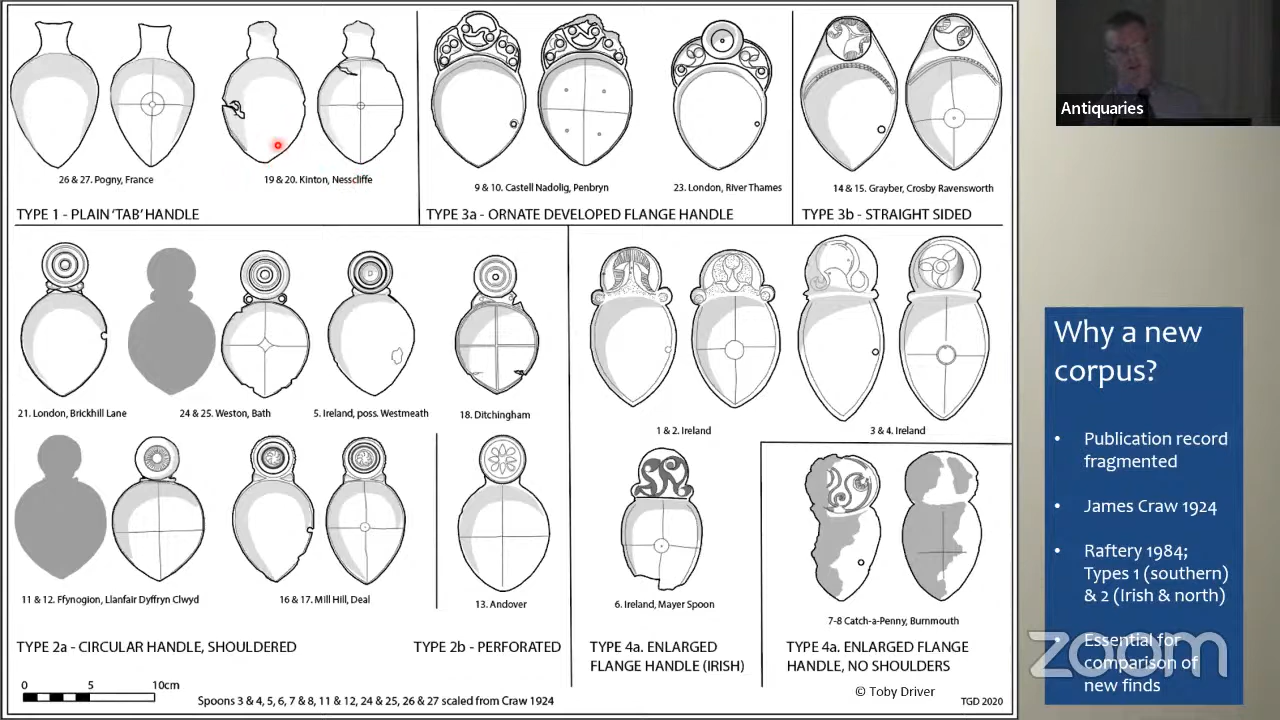 26 & 27. Pogny, France
19 & 20. Kinton, Nesscliffe
9 & 10. Castell Nadolig, Penbryn
23. London, River Thames
14 & 15. Grayber, Crosby Ravensworth
TYPE 1 - PLAIN 'TAB' HANDLE
TYPE 3a - ORNATE DEVELOPED FLANGE HANDLE
TYPE 3b - STRAIGHT SIDED
21. London, Brickhill Lane
24 & 25. Weston, Bath
5. Ireland, poss. Westmeath
18. Ditchingham
1 & 2. Ireland
3 & 4. Ireland
11 & 12. Ffynogion, Llanfair Dyffryn Clwyd
16 & 17. Mill Hill, Deal
13. Andover
6. Ireland, Mayer Spoon
7-8 Catch-a-Penny, Burnmouth
TYPE 2a - CIRCULAR HANDLE, SHOULDERED
TYPE 2b - PERFORATED
TYPE 4a. ENLARGED
FLANGE HANDLE (IRISH)
TYPE 4a. ENLARGED FLANGE
HANDLE, NO SHOULDERS
0 5 10cm
Spoons 3 & 4, 5, 6, 7 & 8, 11 & 12, 24 & 25, 26 & 27 scaled from Craw 1924
© Toby Driver
TGD 2020
Antiquaries
Why a new
corpus?
• Publication record
fragmented
• James Craw 1924
• Raftery 1984;
Types 1 (southern)
& 2 (Irish & north)
• Essential for
comparison of
new finds
zoom